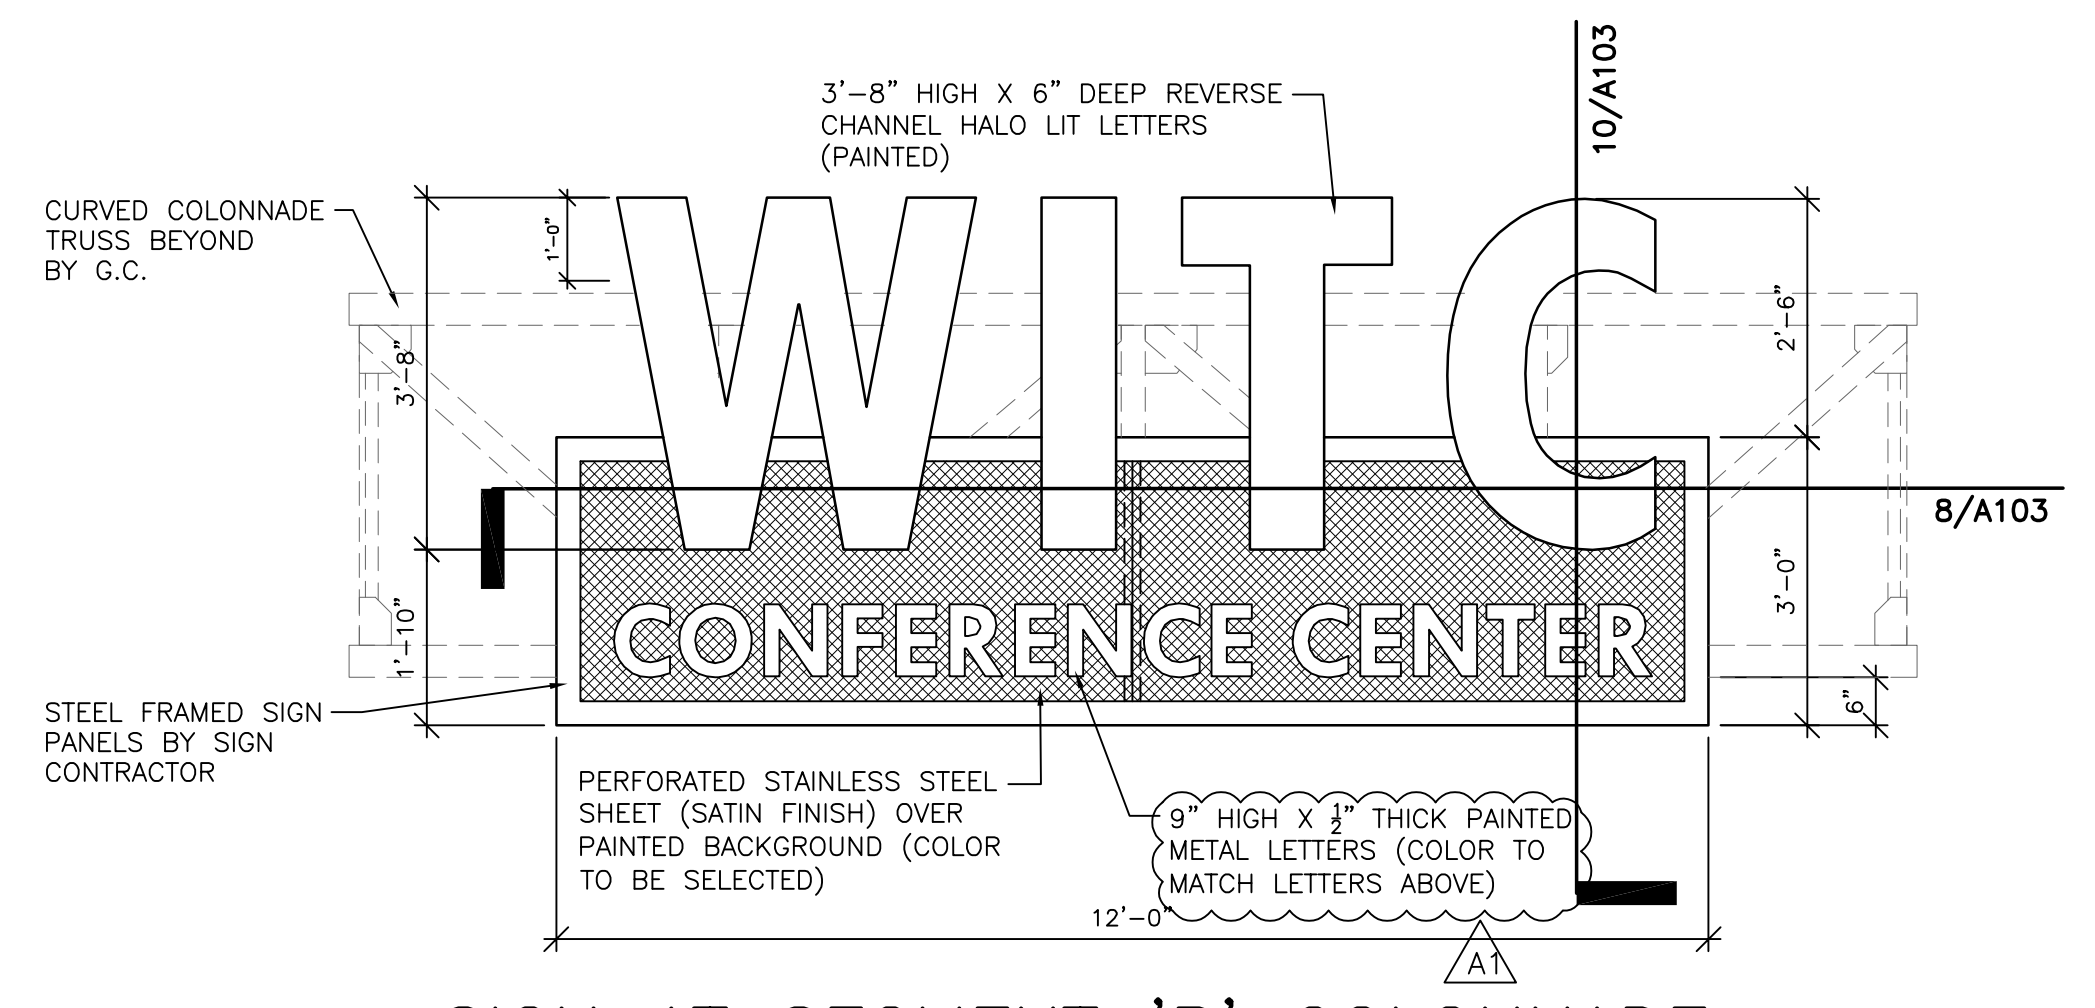 10/A103
3'-8" HIGH X 6" DEEP REVERSE
CHANNEL HALO LIT LETTERS
(PAINTED)
CURVED COLONNADE
TRUSS BEYOND
BY G.C.
1'-0"
WITC
3'-8"
2'-6"
8/A103
3'-0"
CONFERENCE CENTER
1'-10"
6"
STEEL FRAMED SIGN
PANELS BY SIGN
CONTRACTOR
PERFORATED STAINLESS STEEL
SHEET (SATIN FINISH) OVER
PAINTED BACKGROUND (COLOR
TO BE SELECTED)
9" HIGH X 1/2" THICK PAINTED
METAL LETTERS (COLOR TO
MATCH LETTERS ABOVE)
12'-0"
A1